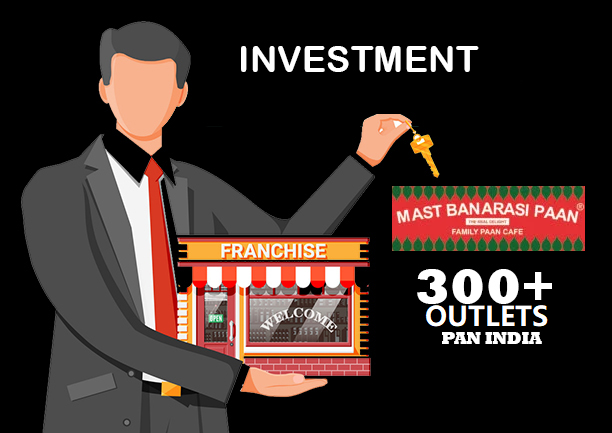 INVESTMENT
MAST BANARASI PAAN®
THE REAL DELIGHT
FAMILY PAAN CAFE
FRANCHISE
300+
OUTLETS
PAN INDIA
OPEN
WELCOME